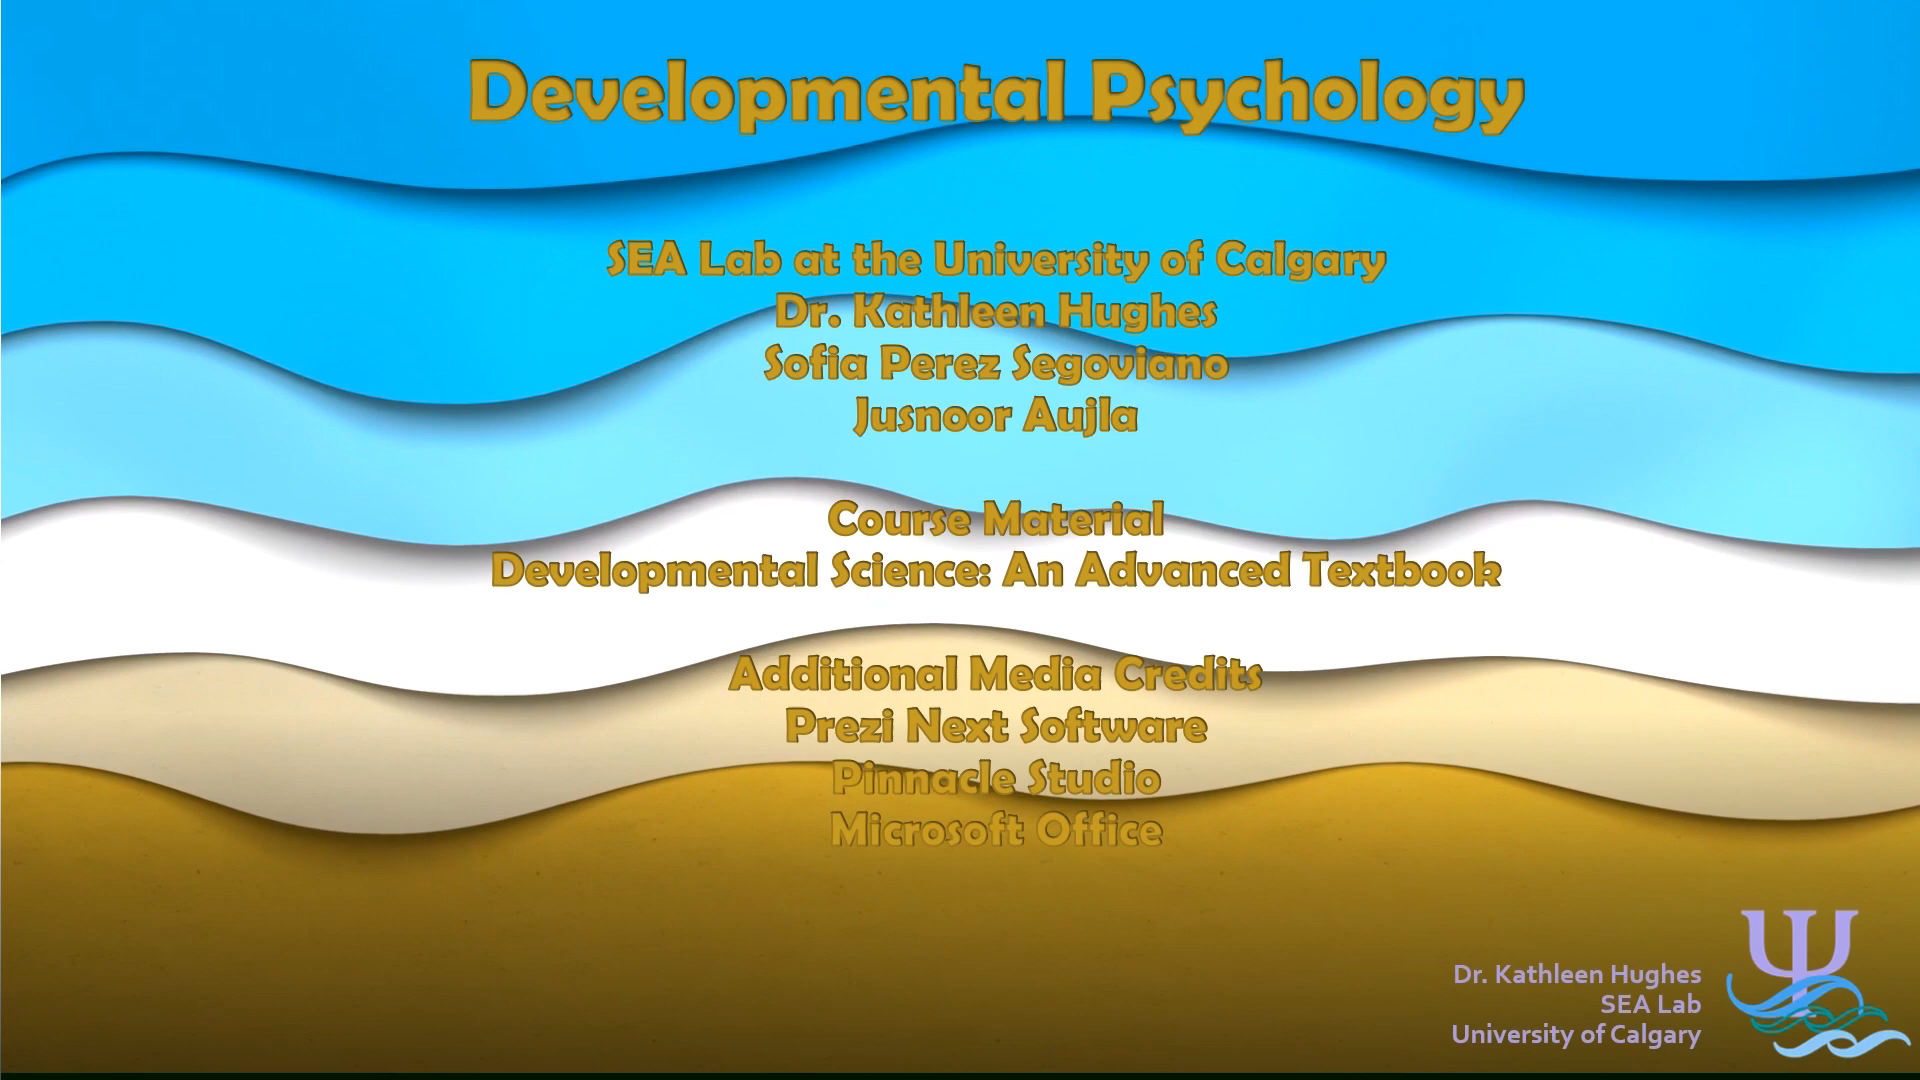 Developmental Psychology
SEA Lab at the University of Calgary
Dr. Kathleen Hughes
Sofia Perez Segoviano
Jusnoor Aujla
Course Material
Developmental Science: An Advanced Textbook
Additional Media Credits
Prezi Next Software
Pinnacle Studio
Microsoft Office
Dr. Kathleen Hughes
SEA Lab
University of Calgary